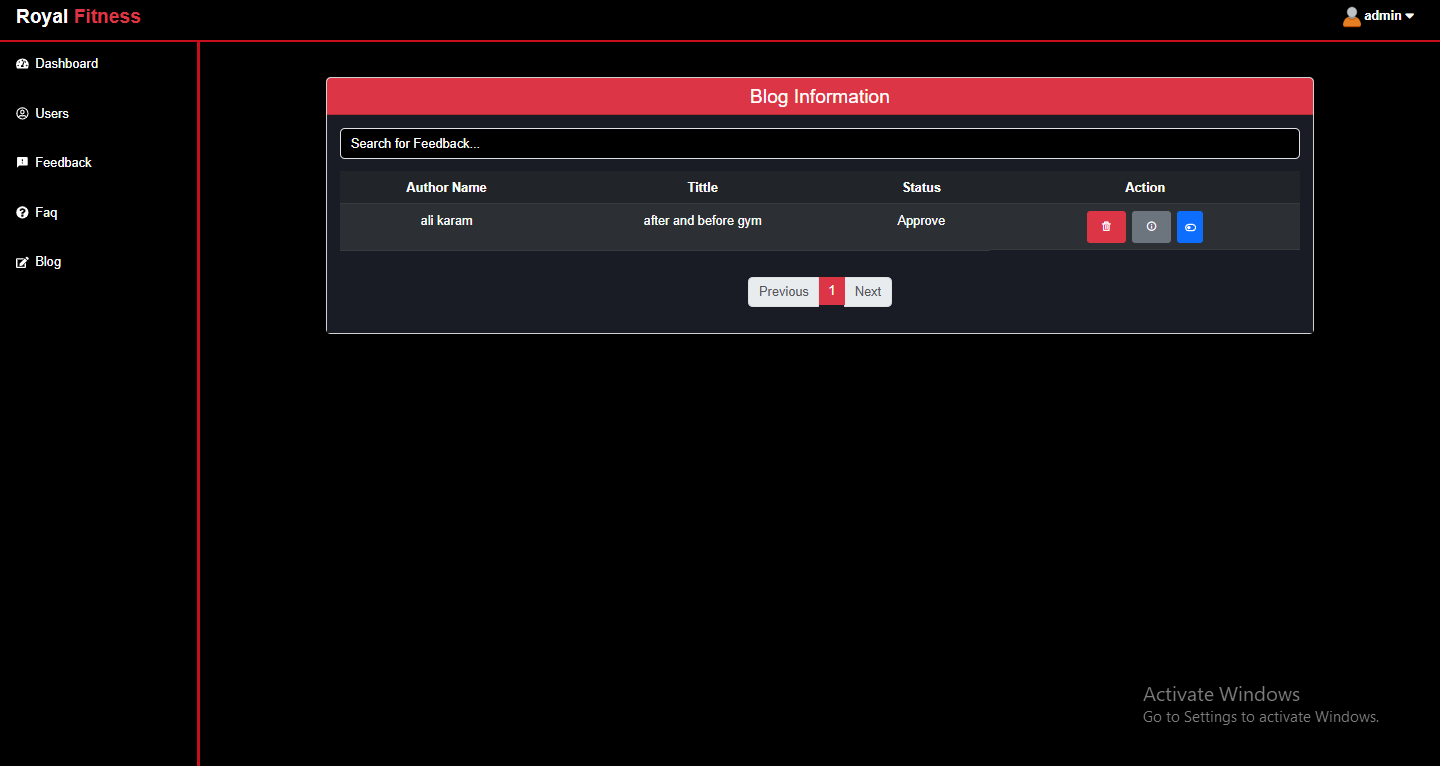 Royal Fitness
admin
Dashboard
Users
Feedback
Faq
Blog
Blog Information
Search for Feedback...
Author Name Tittle Status Action
ali karam after and before gym Approve
Previous 1 Next
Activate Windows
Go to Settings to activate Windows.